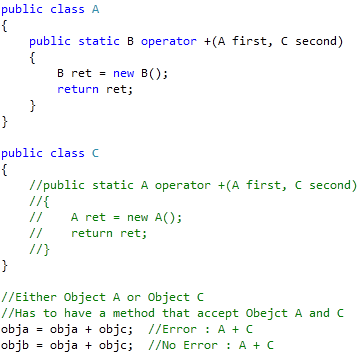 public class A
{
public static B operator +(A first, C second)
{
B ret = new B();
return ret;
}
}
public class C
{
//public static A operator +(A first, C second)
//{
// A ret = new A();
// return ret;
//}
}
//Either Object A or Object C
//Has to have a method that accept Obejct A and C
obja = obja + objc; //Error : A + C
objb = obja + objc; //No Error : A + C